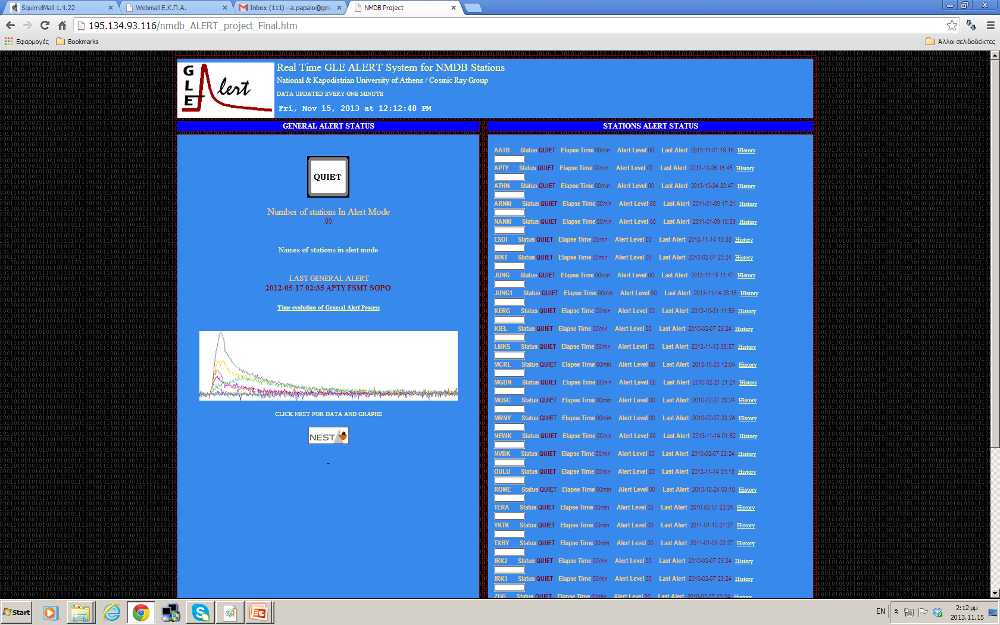 SquirrelMail 1.4.22
Webmail Ε.Κ.Π.Α.
Inbox (111) - a.papaio@gma
NMDB Project
195.134.93.116/nmdb_ALERT_project_Final.htm
Εφαρμογές
Bookmarks
Άλλοι σελιδοδείκτες
GLE Alert
Real Time GLE ALERT System for NMDB Stations
National & Kapodistrian University of Athens / Cosmic Ray Group
DATA UPDATED EVERY ONE MINUTE
Fri, Nov 15, 2013 at 12:12:48 PM
GENERAL ALERT STATUS
QUIET
Number of stations In Alert Mode
00
Names of stations in alert mode
LAST GENERAL ALERT
2012-05-17 02:35 APTY FSMT SOPO
Time evolution of General Alert Process
CLICK NEST FOR DATA AND GRAPHS
NEST
STATIONS ALERT STATUS
AATB Status QUIET Elapse Time 00min Alert Level 00 Last Alert 2013-11-01 19:16 History
APTY Status QUIET Elapse Time 00min Alert Level 00 Last Alert 2013-10-26 16:45 History
ATHN Status QUIET Elapse Time 00min Alert Level 00 Last Alert 2013-10-24 22:47 History
ARNM Status QUIET Elapse Time 00min Alert Level 00 Last Alert 2011-01-09 17:21 History
NANM Status QUIET Elapse Time 00min Alert Level 00 Last Alert 2011-01-09 10:59 History
ESOI Status QUIET Elapse Time 00min Alert Level 00 Last Alert 2013-11-14 16:38 History
IRKT Status QUIET Elapse Time 00min Alert Level 00 Last Alert 2010-02-07 23:24 History
JUNG Status QUIET Elapse Time 00min Alert Level 00 Last Alert 2013-11-15 11:47 History
JUNG1 Status QUIET Elapse Time 00min Alert Level 00 Last Alert 2013-11-14 23:15 History
KERG Status QUIET Elapse Time 00min Alert Level 00 Last Alert 2013-10-31 11:59 History
KIEL Status QUIET Elapse Time 00min Alert Level 00 Last Alert 2010-02-07 23:24 History
LMKS Status QUIET Elapse Time 00min Alert Level 00 Last Alert 2013-11-15 08:57 History
MCRL Status QUIET Elapse Time 00min Alert Level 00 Last Alert 2013-10-30 12:04 History
MGDN Status QUIET Elapse Time 00min Alert Level 00 Last Alert 2010-02-21 21:21 History
MOSC Status QUIET Elapse Time 00min Alert Level 00 Last Alert 2010-02-07 23:24 History
MRNY Status QUIET Elapse Time 00min Alert Level 00 Last Alert 2010-02-07 23:24 History
NEWK Status QUIET Elapse Time 00min Alert Level 00 Last Alert 2013-11-14 01:52 History
NVBK Status QUIET Elapse Time 00min Alert Level 00 Last Alert 2010-02-07 23:24 History
OULU Status QUIET Elapse Time 00min Alert Level 00 Last Alert 2013-11-14 01:18 History
ROME Status QUIET Elapse Time 00min Alert Level 00 Last Alert 2013-10-24 03:10 History
TERA Status QUIET Elapse Time 00min Alert Level 00 Last Alert 2010-02-07 23:24 History
YKTK Status QUIET Elapse Time 00min Alert Level 00 Last Alert 2011-01-10 01:27 History
TXBY Status QUIET Elapse Time 00min Alert Level 00 Last Alert 2011-01-08 02:27 History
IRK2 Status QUIET Elapse Time 00min Alert Level 00 Last Alert 2010-02-07 23:24 History
IRK3 Status QUIET Elapse Time 00min Alert Level 00 Last Alert 2010-02-07 23:24 History
ZUG Status QUIET Elapse Time 00min Alert Level 00 Last Alert 2010-02-07 23:24 History
Start
EN
2:12 μμ
2013.11.15